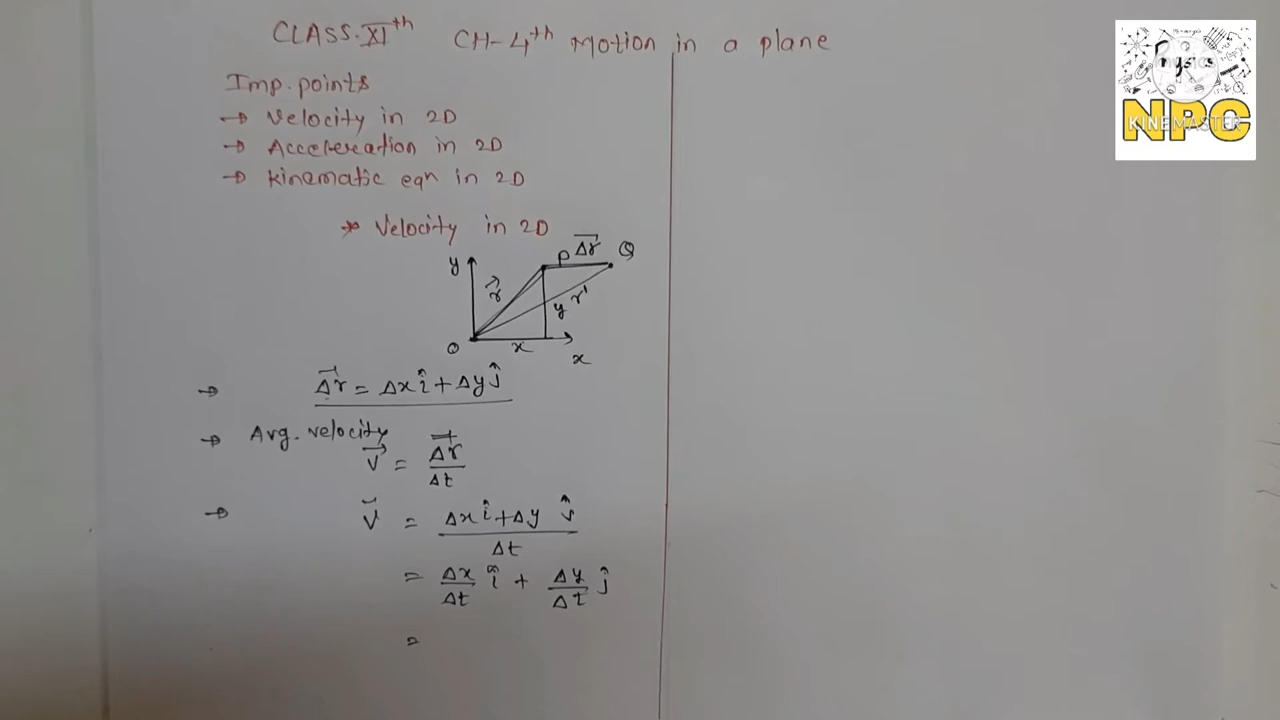 CLASS.XIth CH-4th Motion in a plane
Imp. points
→ Velocity in 2D
→ Acceleration in 2D
→ Kinematic eqn in 2D
* Velocity in 2D
y r⃗ P Δr⃗ Q
y r'
O x x
→ Δr⃗ = Δx î + Δy ĵ
→ Avg. velocity
V⃗ = Δr⃗/Δt
→ V⃗ = (Δx î + Δy ĵ)/Δt
= Δx/Δt î + Δy/Δt ĵ
=
Physics
NPC
KINEMASTER